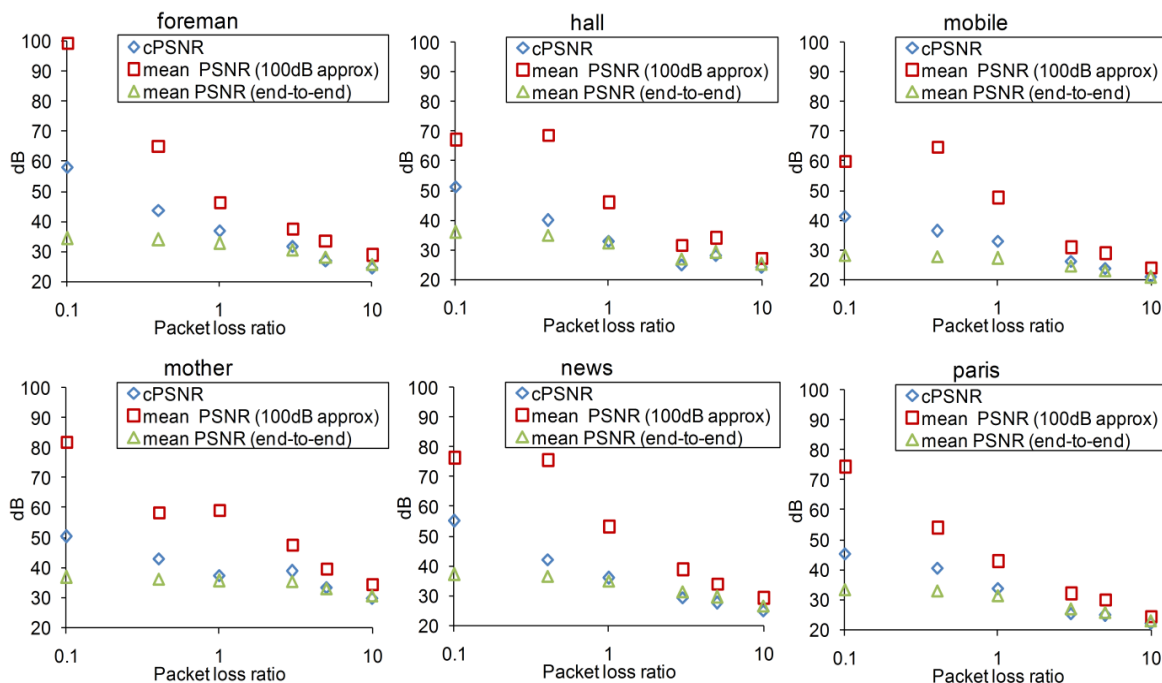 foreman
cPSNR
mean PSNR (100dB approx)
mean PSNR (end-to-end)
100
90
80
70
60
50
40
30
20
dB
0.1 1 10
Packet loss ratio
hall
cPSNR
mean PSNR (100dB approx)
mean PSNR (end-to-end)
100
90
80
70
60
50
40
30
20
dB
0.1 1 10
Packet loss ratio
mobile
cPSNR
mean PSNR (100dB approx)
mean PSNR (end-to-end)
100
90
80
70
60
50
40
30
20
dB
0.1 1 10
Packet loss ratio
mother
cPSNR
mean PSNR (100dB approx)
mean PSNR (end-to-end)
100
90
80
70
60
50
40
30
20
dB
0.1 1 10
Packet loss ratio
news
cPSNR
mean PSNR (100dB approx)
mean PSNR (end-to-end)
100
90
80
70
60
50
40
30
20
dB
0.1 1 10
Packet loss ratio
paris
cPSNR
mean PSNR (100dB approx)
mean PSNR (end-to-end)
100
90
80
70
60
50
40
30
20
dB
0.1 1 10
Packet loss ratio